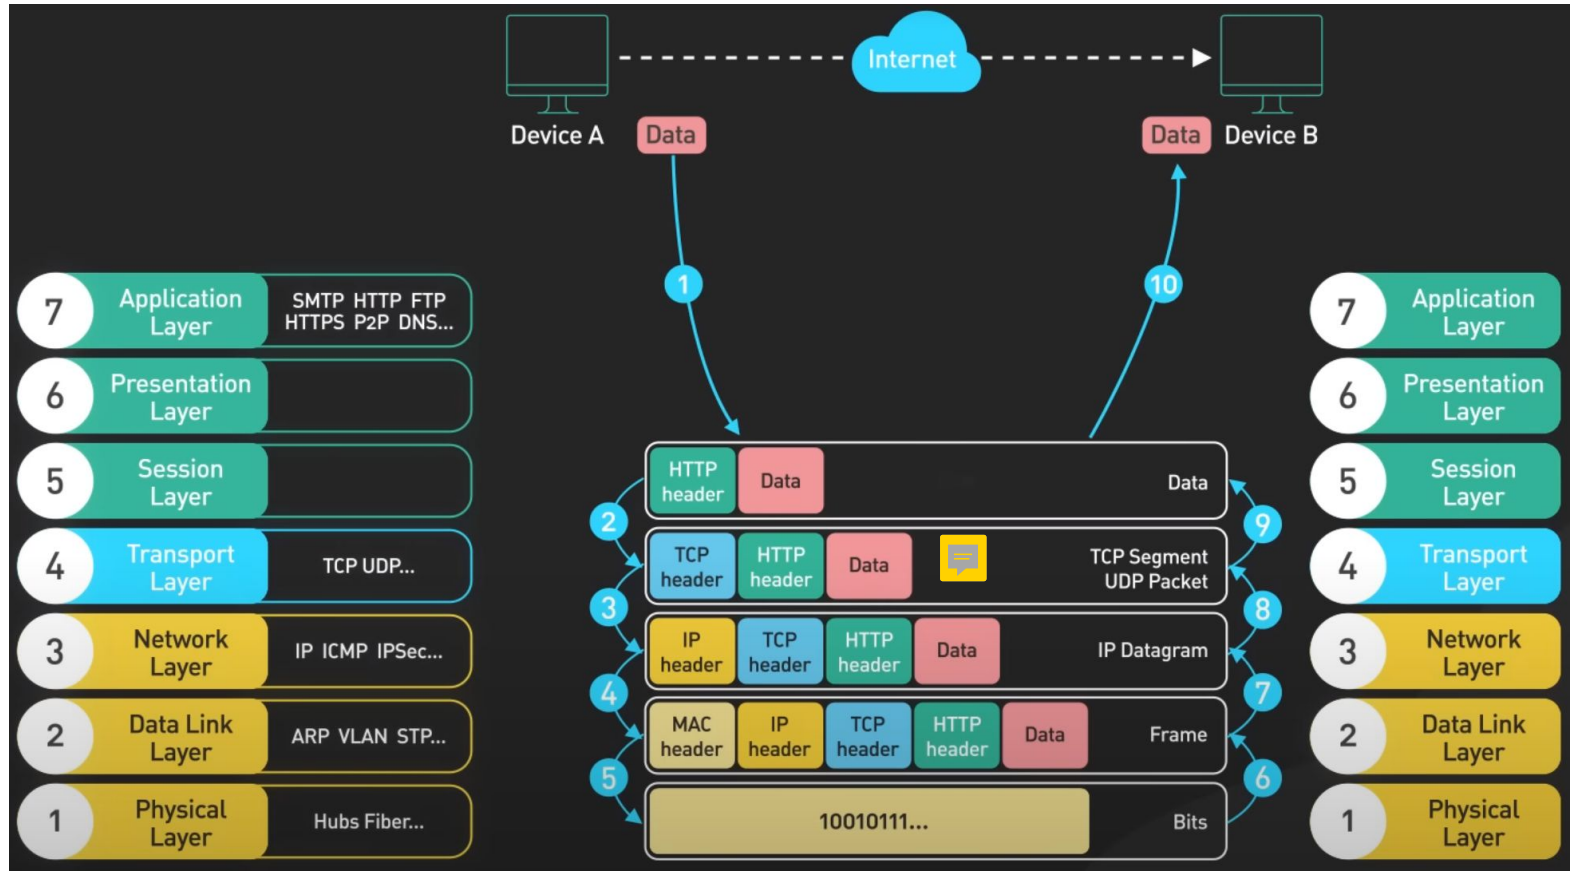 Internet
Device A
Data
Data
Device B
1
10
7
Application
Layer
SMTP HTTP FTP
HTTPS P2P DNS...
6
Presentation
Layer
5
Session
Layer
4
Transport
Layer
TCP UDP...
3
Network
Layer
IP ICMP IPSec...
2
Data Link
Layer
ARP VLAN STP...
1
Physical
Layer
Hubs Fiber...
HTTP
header
Data
Data
2
9
TCP
header
HTTP
header
Data
TCP Segment
UDP Packet
3
8
IP
header
TCP
header
HTTP
header
Data
IP Datagram
4
7
MAC
header
IP
header
TCP
header
HTTP
header
Data
Frame
5
6
10010111...
Bits
7
Application
Layer
6
Presentation
Layer
5
Session
Layer
4
Transport
Layer
3
Network
Layer
2
Data Link
Layer
1
Physical
Layer